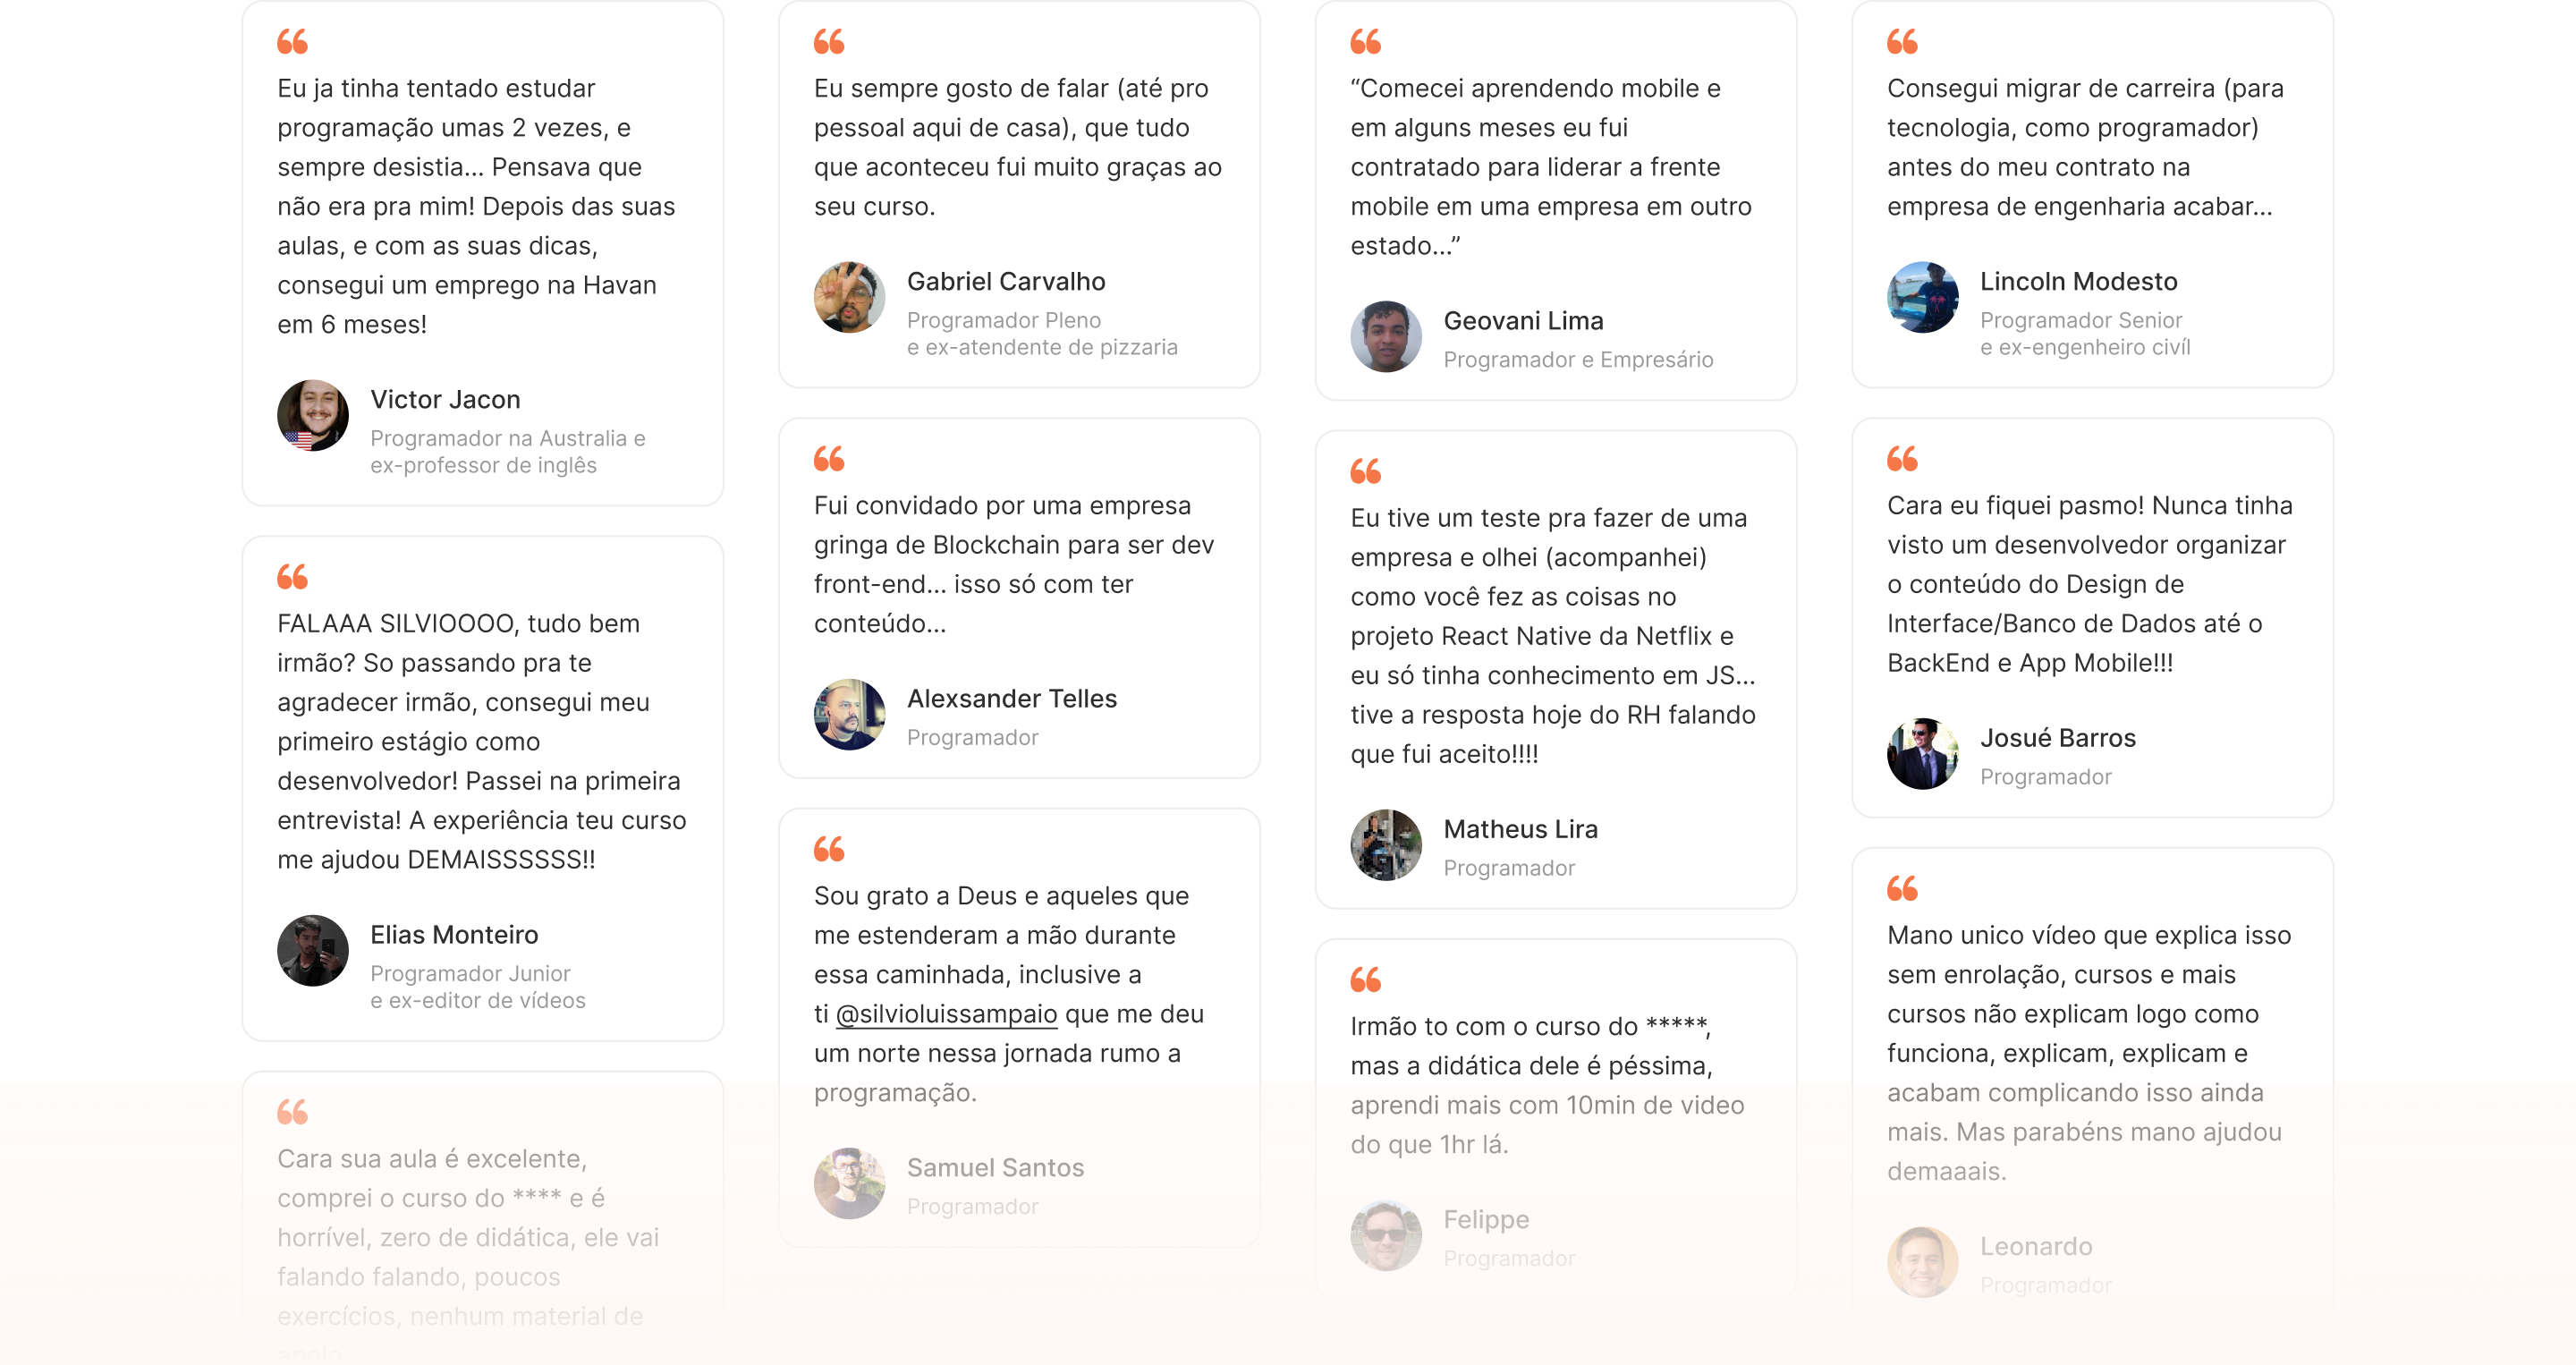 Eu ja tinha tentado estudar
programação umas 2 vezes, e
sempre desistia... Pensava que
não era pra mim! Depois das suas
aulas, e com as suas dicas,
consegui um emprego na Havan
em 6 meses!
Victor Jacon
Programador na Australia e
ex-professor de inglês
FALAAA SILVIOOOO, tudo bem
irmão? So passando pra te
agradecer irmão, consegui meu
primeiro estágio como
desenvolvedor! Passei na primeira
entrevista! A experiência teu curso
me ajudou DEMAISSSSSS!!
Elias Monteiro
Programador Junior
e ex-editor de vídeos
Cara sua aula é excelente,
comprei o curso do **** e é
horrível, zero de didática, ele vai
falando falando, poucos
exercícios, nenhum material de
apoio
Eu sempre gosto de falar (até pro
pessoal aqui de casa), que tudo
que aconteceu fui muito graças ao
seu curso.
Gabriel Carvalho
Programador Pleno
e ex-atendente de pizzaria
Fui convidado por uma empresa
gringa de Blockchain para ser dev
front-end... isso só com ter
conteúdo...
Alexsander Telles
Programador
Sou grato a Deus e aqueles que
me estenderam a mão durante
essa caminhada, inclusive a
ti @silvioluissampaio que me deu
um norte nessa jornada rumo a
programação.
Samuel Santos
Programador
“Comecei aprendendo mobile e
em alguns meses eu fui
contratado para liderar a frente
mobile em uma empresa em outro
estado...”
Geovani Lima
Programador e Empresário
Eu tive um teste pra fazer de uma
empresa e olhei (acompanhei)
como você fez as coisas no
projeto React Native da Netflix e
eu só tinha conhecimento em JS...
tive a resposta hoje do RH falando
que fui aceito!!!!
Matheus Lira
Programador
Irmão to com o curso do *****,
mas a didática dele é péssima,
aprendi mais com 10min de video
do que 1hr lá.
Felippe
Programador
Consegui migrar de carreira (para
tecnologia, como programador)
antes do meu contrato na
empresa de engenharia acabar...
Lincoln Modesto
Programador Senior
e ex-engenheiro civíl
Cara eu fiquei pasmo! Nunca tinha
visto um desenvolvedor organizar
o conteúdo do Design de
Interface/Banco de Dados até o
BackEnd e App Mobile!!!
Josué Barros
Programador
Mano unico vídeo que explica isso
sem enrolação, cursos e mais
cursos não explicam logo como
funciona, explicam, explicam e
acabam complicando isso ainda
mais. Mas parabéns mano ajudou
demaaais.
Leonardo
Programador